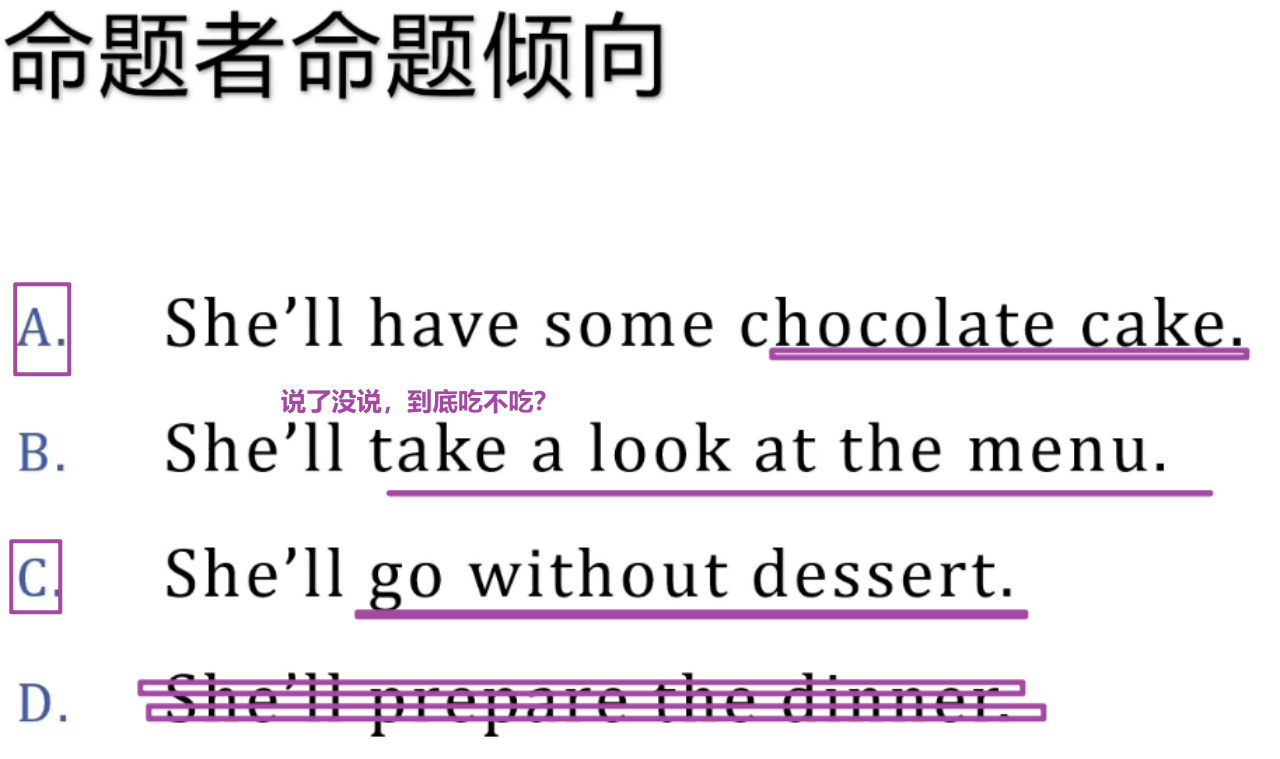 命题者命题倾向
A. She’ll have some chocolate cake.
说了没说，到底吃不吃？
B. She’ll take a look at the menu.
C. She’ll go without dessert.
D. She’ll prepare the dinner.